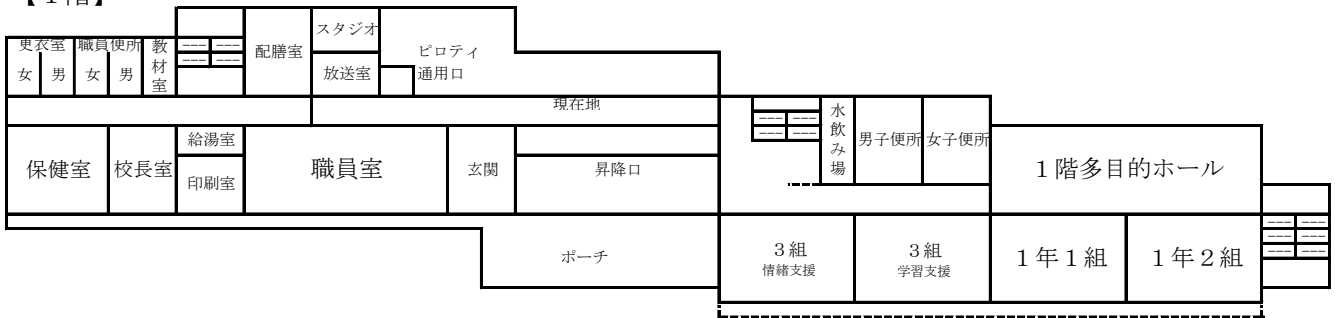 【１階】
更衣室
女
男
職員便所
女
男
教材室
配膳室
スタジオ
放送室
ピロティ
通用口
現在地
水飲み場
男子便所
女子便所
保健室
校長室
給湯室
印刷室
職員室
玄関
昇降口
１階多目的ホール
ポーチ
３組
情緒支援
３組
学習支援
１年１組
１年２組